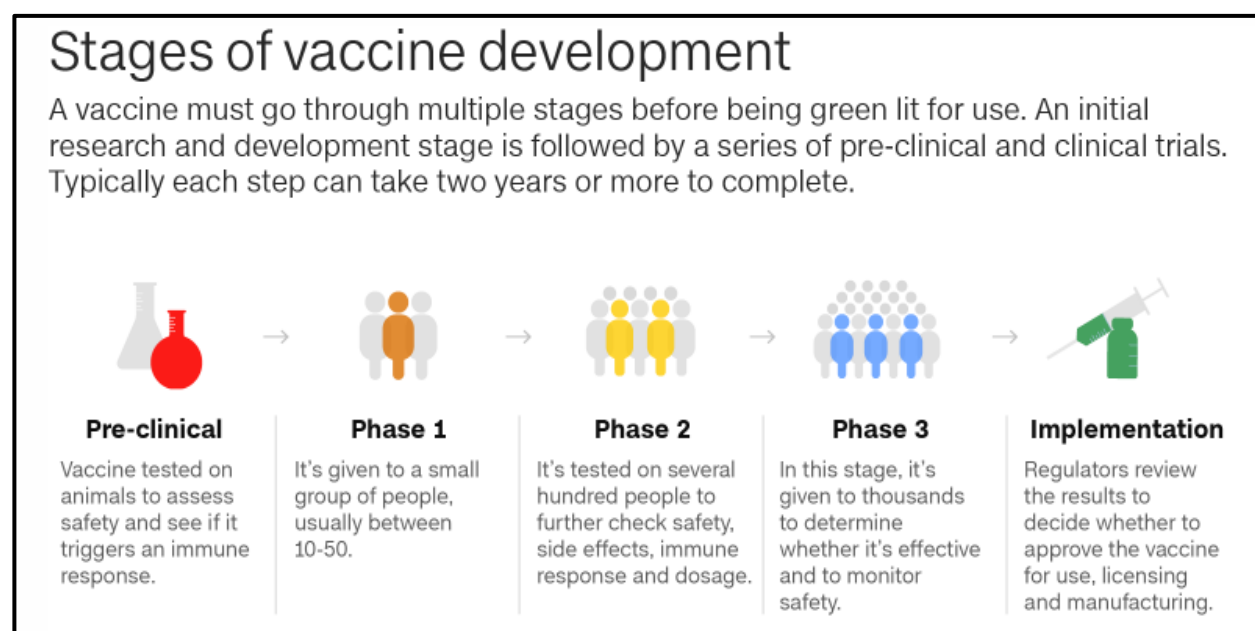 Stages of vaccine development
A vaccine must go through multiple stages before being green lit for use. An initial
research and development stage is followed by a series of pre-clinical and clinical trials.
Typically each step can take two years or more to complete.
Pre-clinical
Vaccine tested on
animals to assess
safety and see if it
triggers an immune
response.
Phase 1
It's given to a small
group of people,
usually between
10-50.
Phase 2
It's tested on several
hundred people to
further check safety,
side effects, immune
response and dosage.
Phase 3
In this stage, it's
given to thousands
to determine
whether it's effective
and to monitor
safety.
Implementation
Regulators review
the results to
decide whether to
approve the vaccine
for use, licensing
and manufacturing.